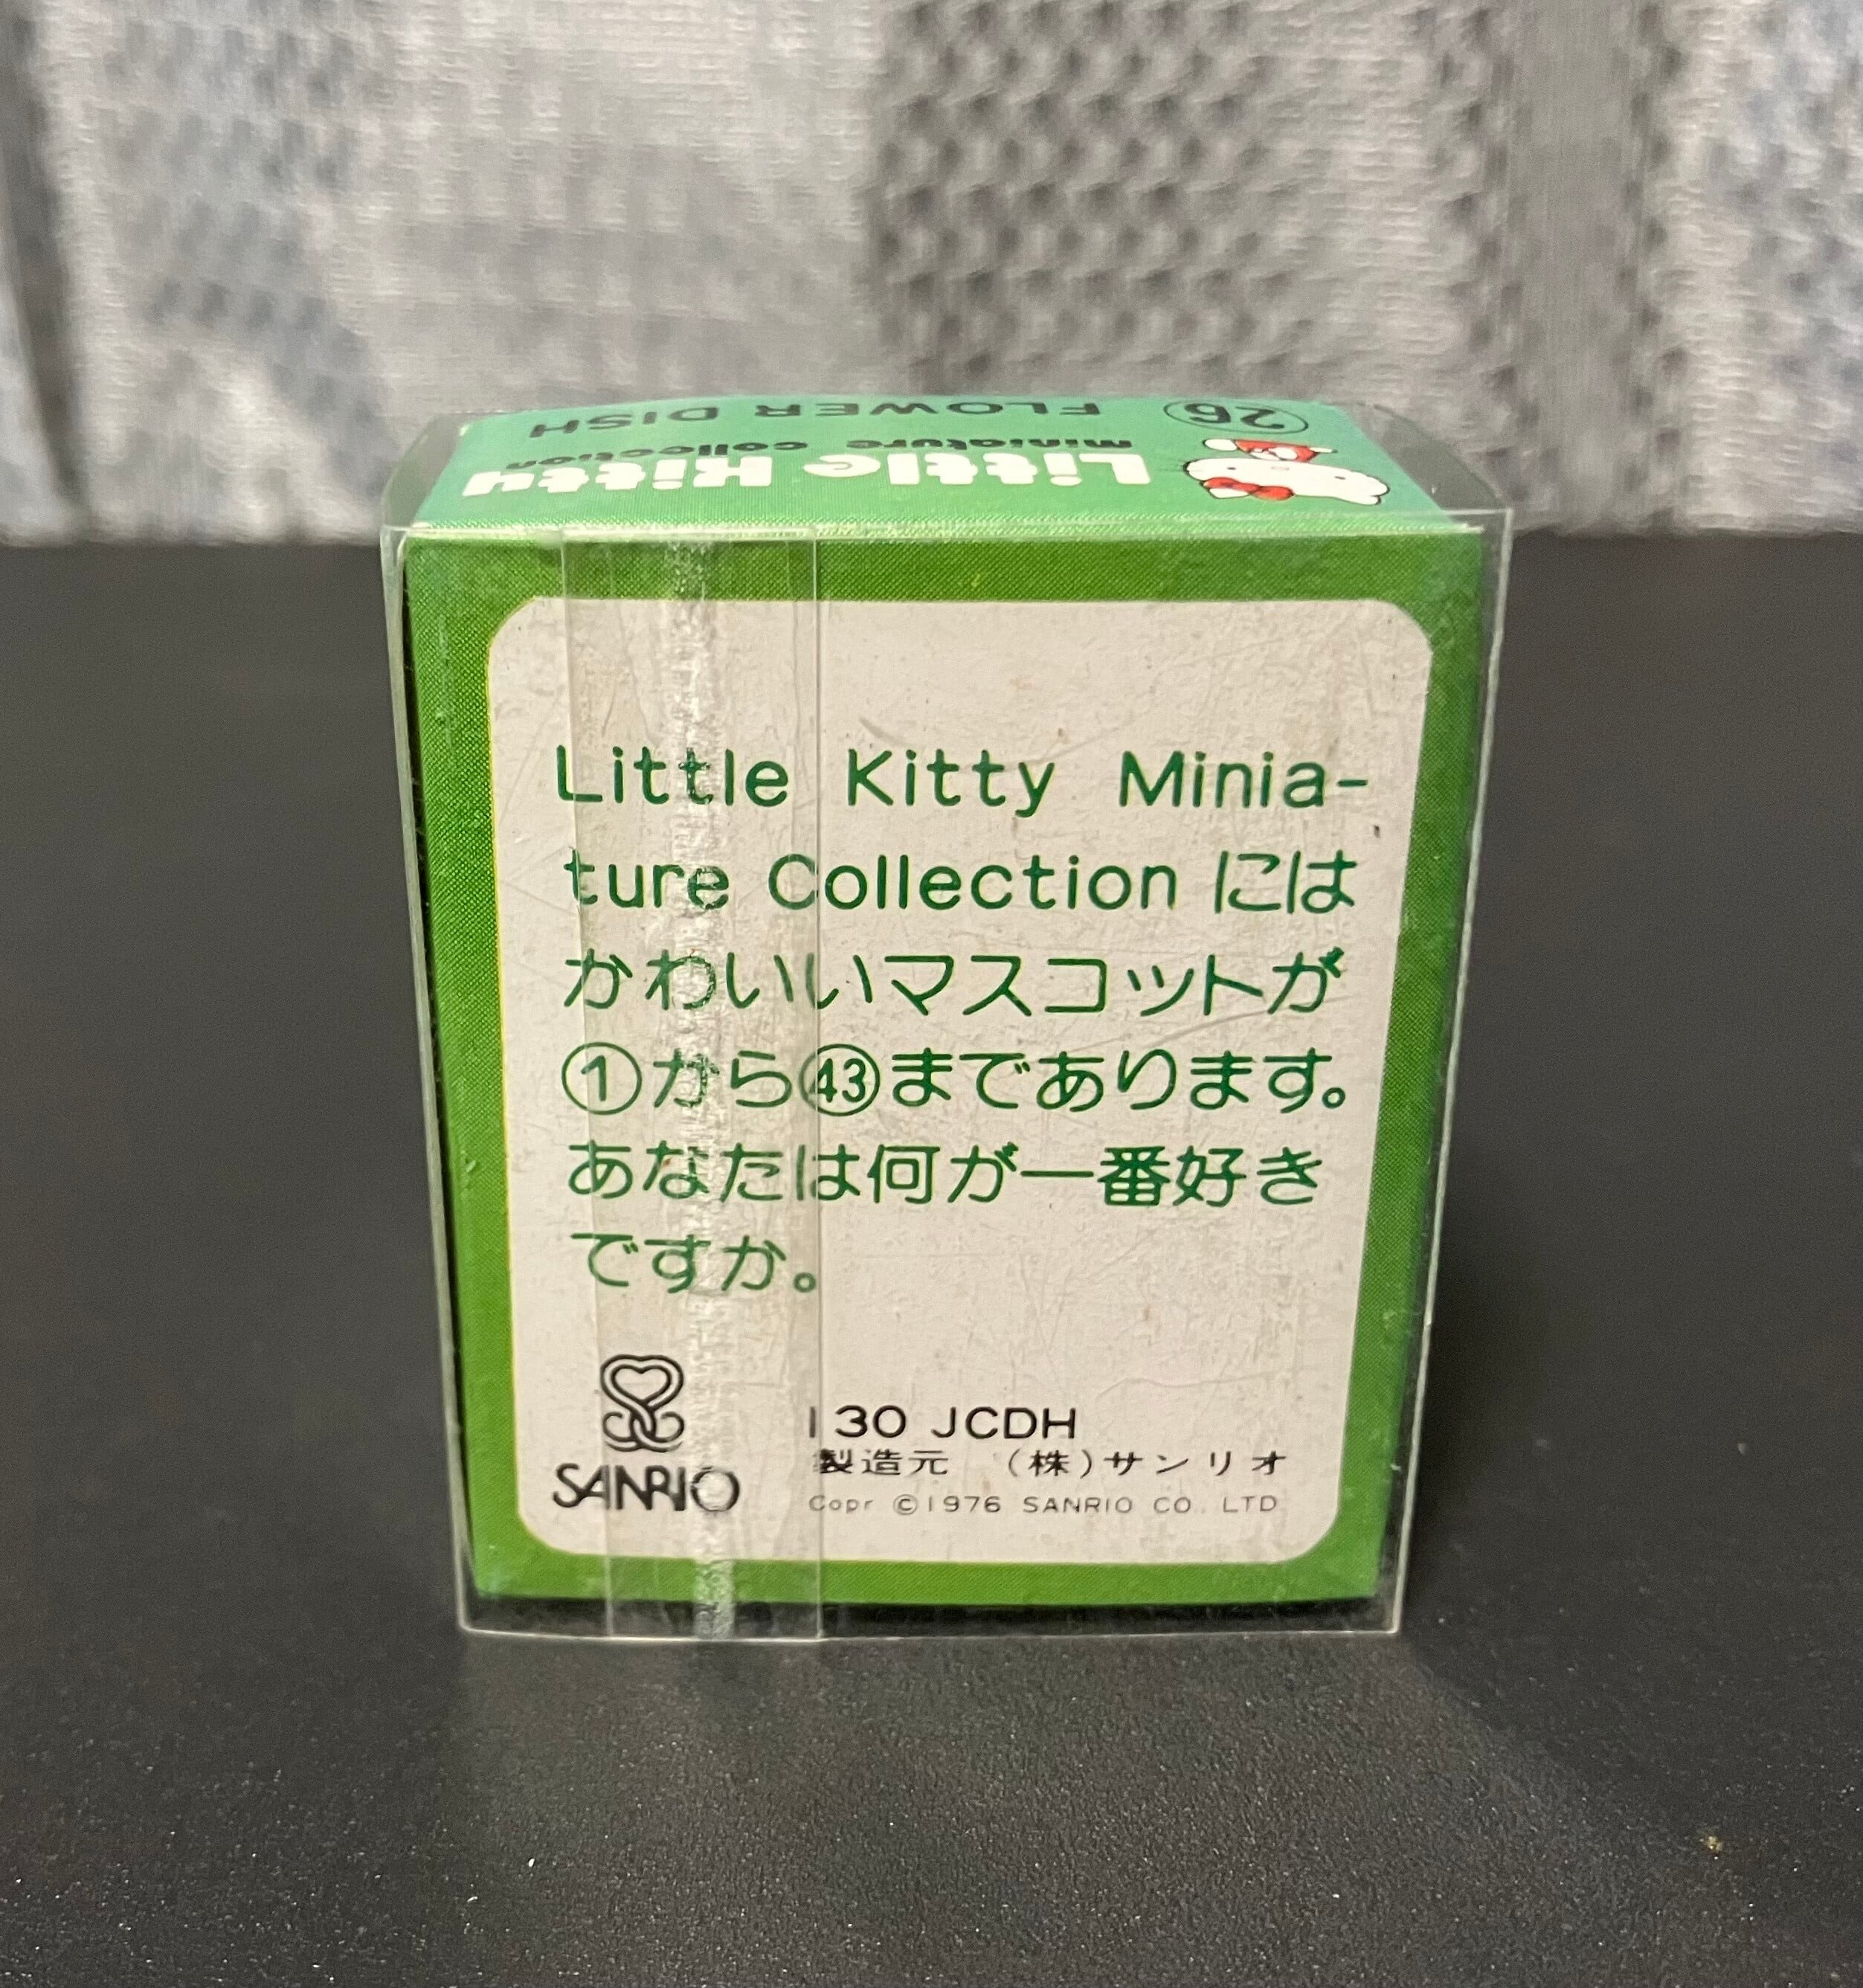 ㉖ FLOWER DISH
miniature collection
Little Kitty
Little Kitty Minia-
ture Collection には
かわいいマスコットが
①から㊸まであります。
あなたは何が一番好き
ですか。
SANRIO
130 JCDH
製造元 (株)サンリオ
Copr ©1976 SANRIO CO. LTD